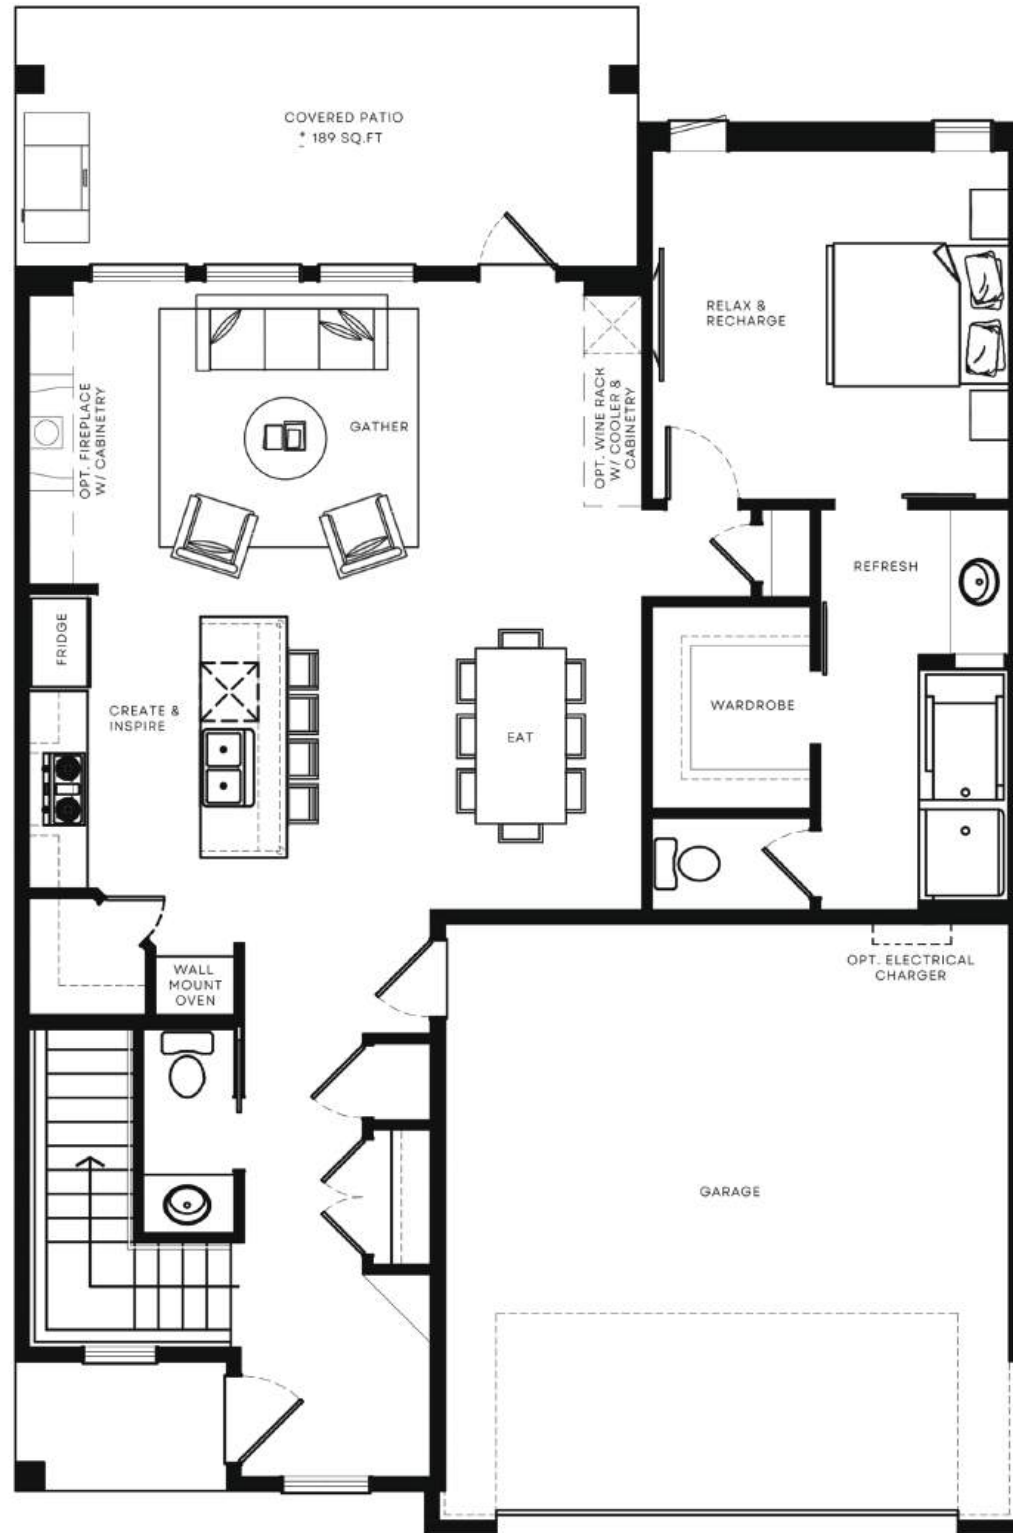 COVERED PATIO
± 189 SQ.FT
RELAX &
RECHARGE
OPT. FIREPLACE
W/ CABINETRY
GATHER
OPT. WINE RACK
W/ COOLER &
CABINETRY
REFRESH
FRIDGE
CREATE &
INSPIRE
EAT
WARDROBE
WALL
MOUNT
OVEN
OPT. ELECTRICAL
CHARGER
GARAGE